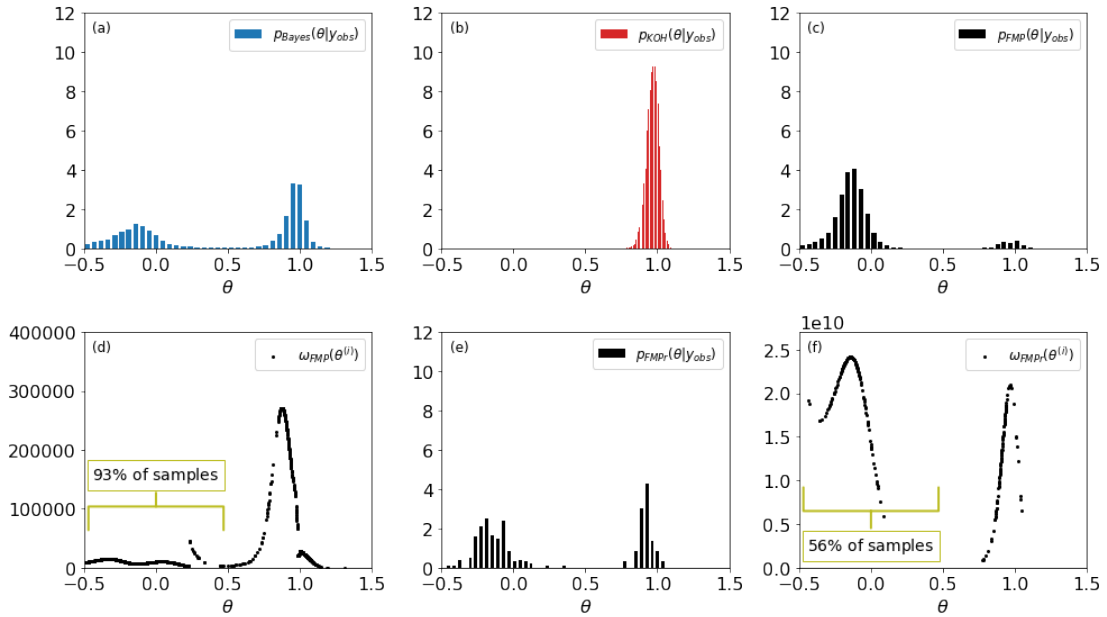 (a)
p_Bayes(θ|y_obs)
12
10
8
6
4
2
0
−0.5 0.0 0.5 1.0 1.5
θ
(b)
p_KOH(θ|y_obs)
12
10
8
6
4
2
0
−0.5 0.0 0.5 1.0 1.5
θ
(c)
p_FMP(θ|y_obs)
12
10
8
6
4
2
0
−0.5 0.0 0.5 1.0 1.5
θ
(d)
ω_FMP(θ^(i))
400000
300000
200000
100000
0
93% of samples
−0.5 0.0 0.5 1.0 1.5
θ
(e)
p_FMPr(θ|y_obs)
12
10
8
6
4
2
0
−0.5 0.0 0.5 1.0 1.5
θ
1e10
(f)
ω_FMPr(θ^(i))
2.5
2.0
1.5
1.0
0.5
0.0
56% of samples
−0.5 0.0 0.5 1.0 1.5
θ